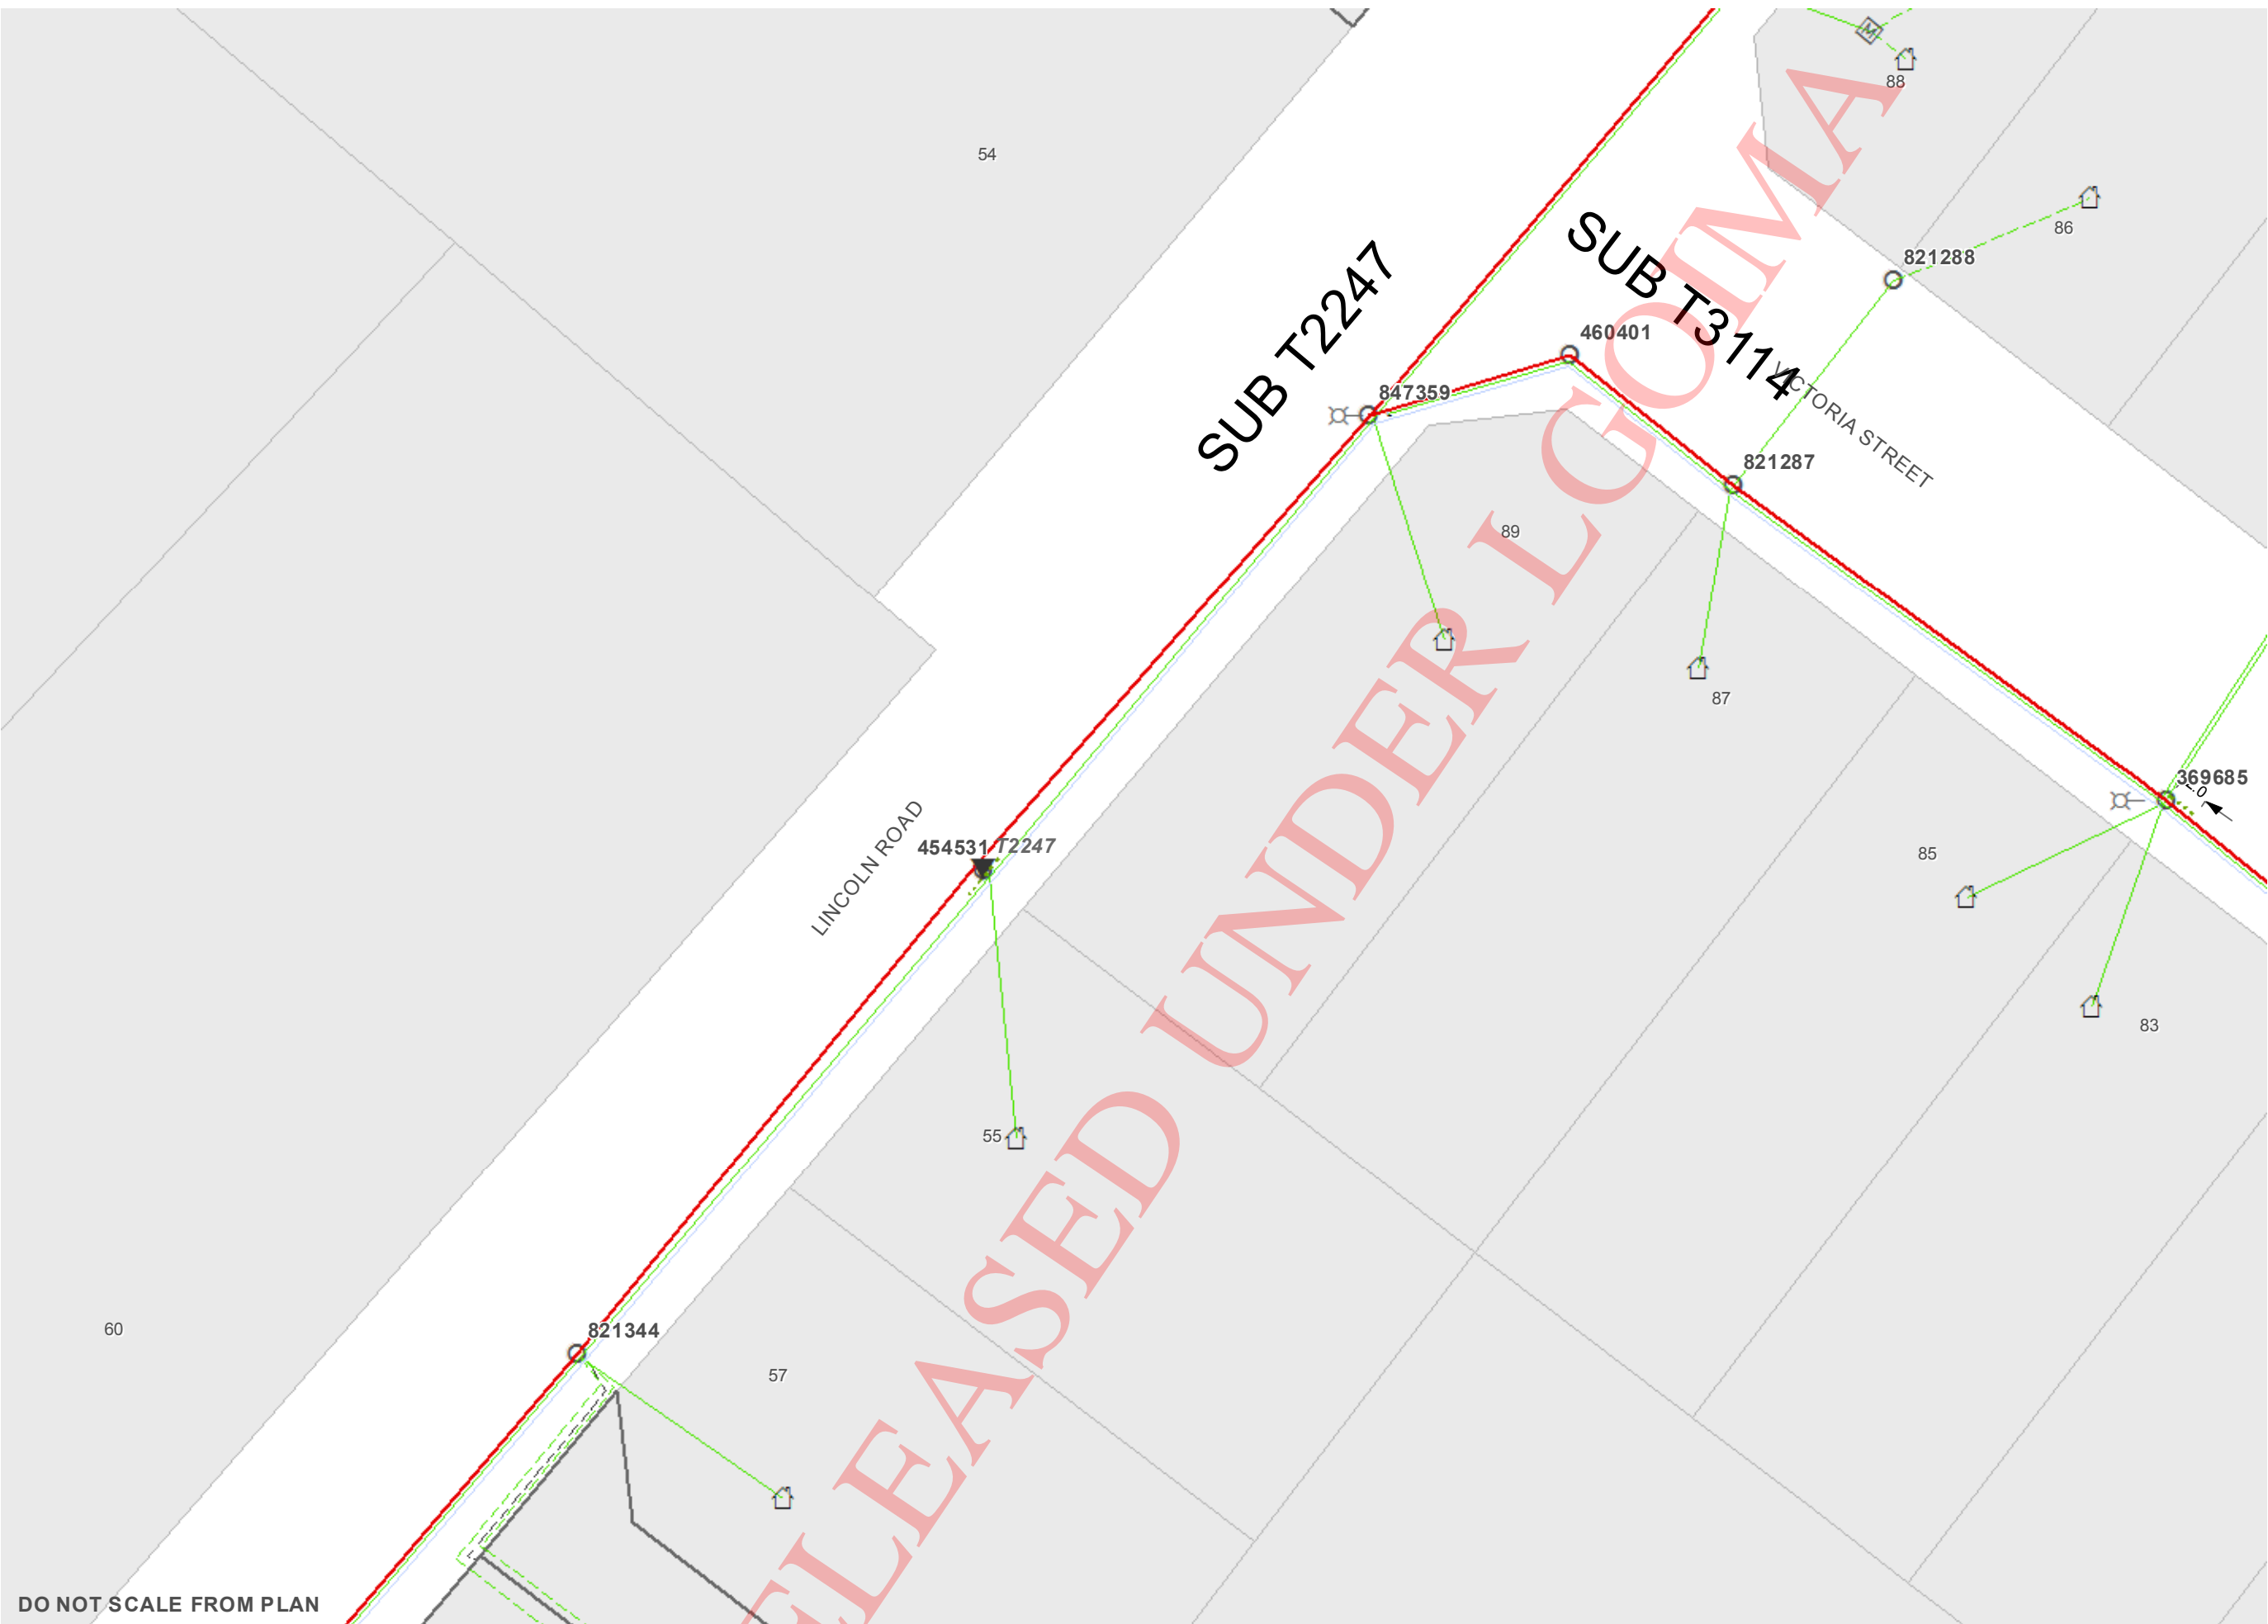 88
54
86
821288
SUB T2247
SUB T3114
460401
847359
VICTORIA STREET
821287
89
87
369685
LINCOLN ROAD
454531
T2247
85
83
55
60
821344
57
M
ELEASED UNDER LGOIMA
DO NOT SCALE FROM PLAN